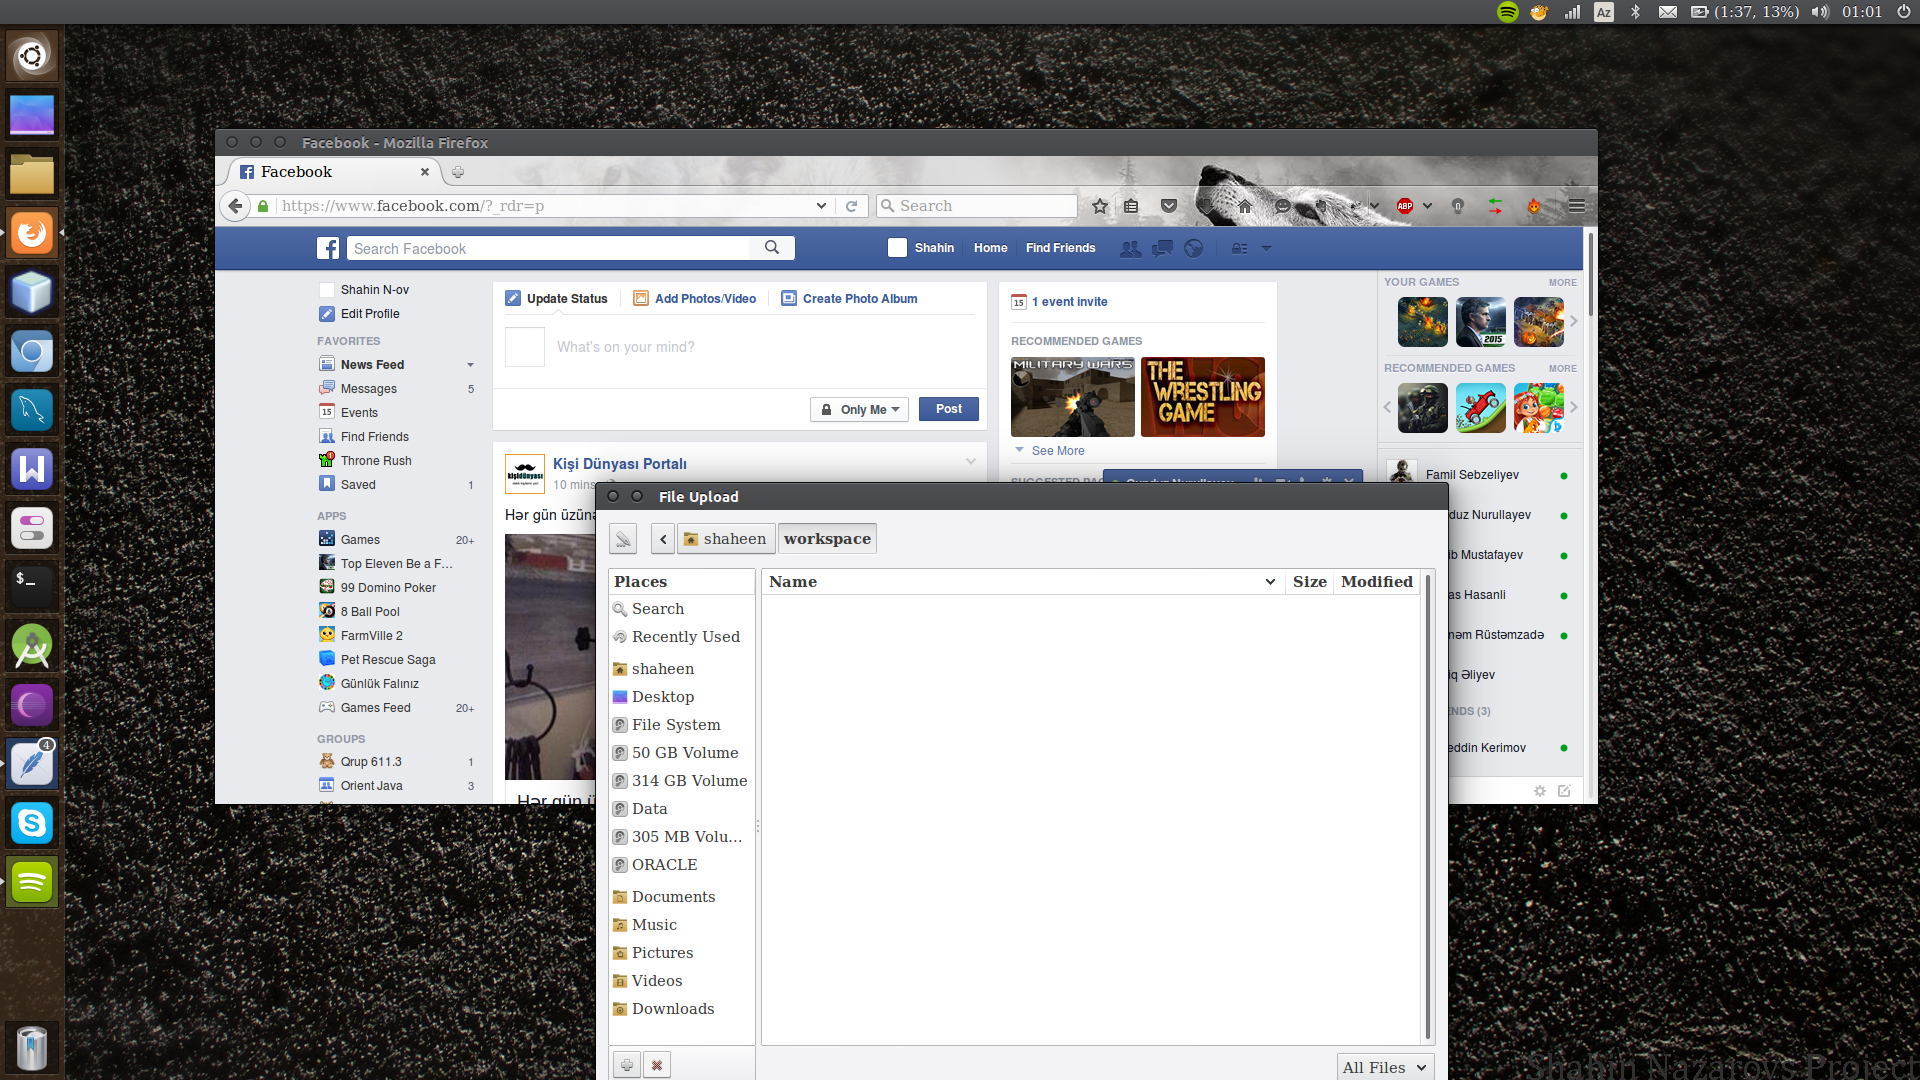 Az (1:37, 13%) 01:01
Facebook - Mozilla Firefox
Facebook
https://www.facebook.com/?_rdr=p
Search
ABP
Search Facebook
Shahin
Home
Find Friends
Shahin N-ov
Edit Profile
FAVORITES
News Feed
Messages 5
15 Events
Find Friends
Throne Rush
Saved 1
APPS
Games 20+
Top Eleven Be a F...
99 Domino Poker
8 Ball Pool
FarmVille 2
Pet Rescue Saga
Günlük Falınız
Games Feed 20+
GROUPS
Qrup 611.3 1
Orient Java 3
Update Status
Add Photos/Video
Create Photo Album
What's on your mind?
Only Me
Post
kişidünyası
Kişi Dünyası Portalı
10 mins
Hər gün üzünə
Hər gün ü
15 1 event invite
RECOMMENDED GAMES
MILITARY WARS
THE WRESTLING GAME
See More
SUGGESTED PAG
Gunduz Nurullayev
YOUR GAMES MORE
2015
RECOMMENDED GAMES MORE
Famil Sebzeliyev
duz Nurullayev
ib Mustafayev
as Hasanli
nəm Rüstəmzadə
iq Əliyev
ENDS (3)
eddin Kerimov
File Upload
shaheen
workspace
Places
Search
Recently Used
shaheen
Desktop
File System
50 GB Volume
314 GB Volume
Data
305 MB Volu...
ORACLE
Documents
Music
Pictures
Videos
Downloads
Name Size Modified
All Files
$ _
4
Shahin Nazarovs Project